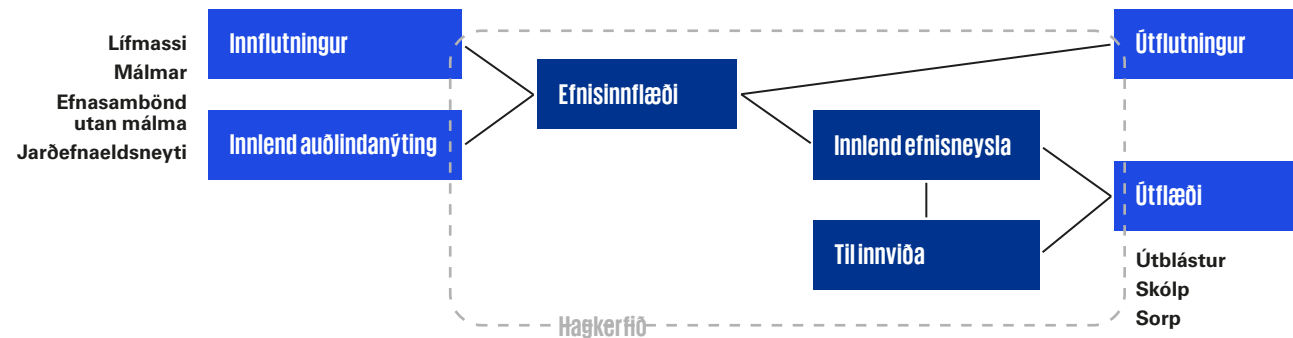 Lífmassi
Málmar
Efnasambönd
utan málma
Jarðefnaeldsneyti
Innflutningur
Innlend auðlindanýting
Efnisinnflæði
Innlend efnisneysla
Til innviða
Útflutningur
Útflæði
Útblástur
Skólp
Sorp
Hagkerfið